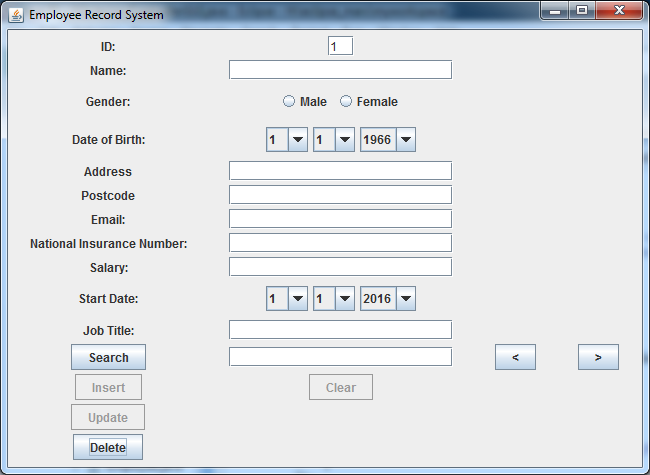 Employee Record System
ID: 1
Name:
Gender: Male Female
Date of Birth: 1 1 1966
Address
Postcode
Email:
National Insurance Number:
Salary:
Start Date: 1 1 2016
Job Title:
Search < >
Insert Clear
Update
Delete